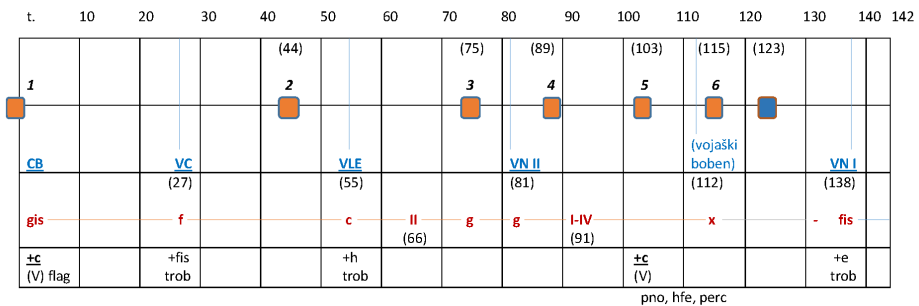 t. 10 20 30 40 50 60 70 80 90 100 110 120 130 140 142
(44) (75) (89) (103) (115) (123)
1 2 3 4 5 6
(vojaški
CB VC VLE VN II boben) VN I
(27) (55) (81) (112) (138)
gis f c II g g I-IV x - fis
(66) (91)
+c +fis +h +c +e
(V) flag trob trob (V) trob
pno, hfe, perc